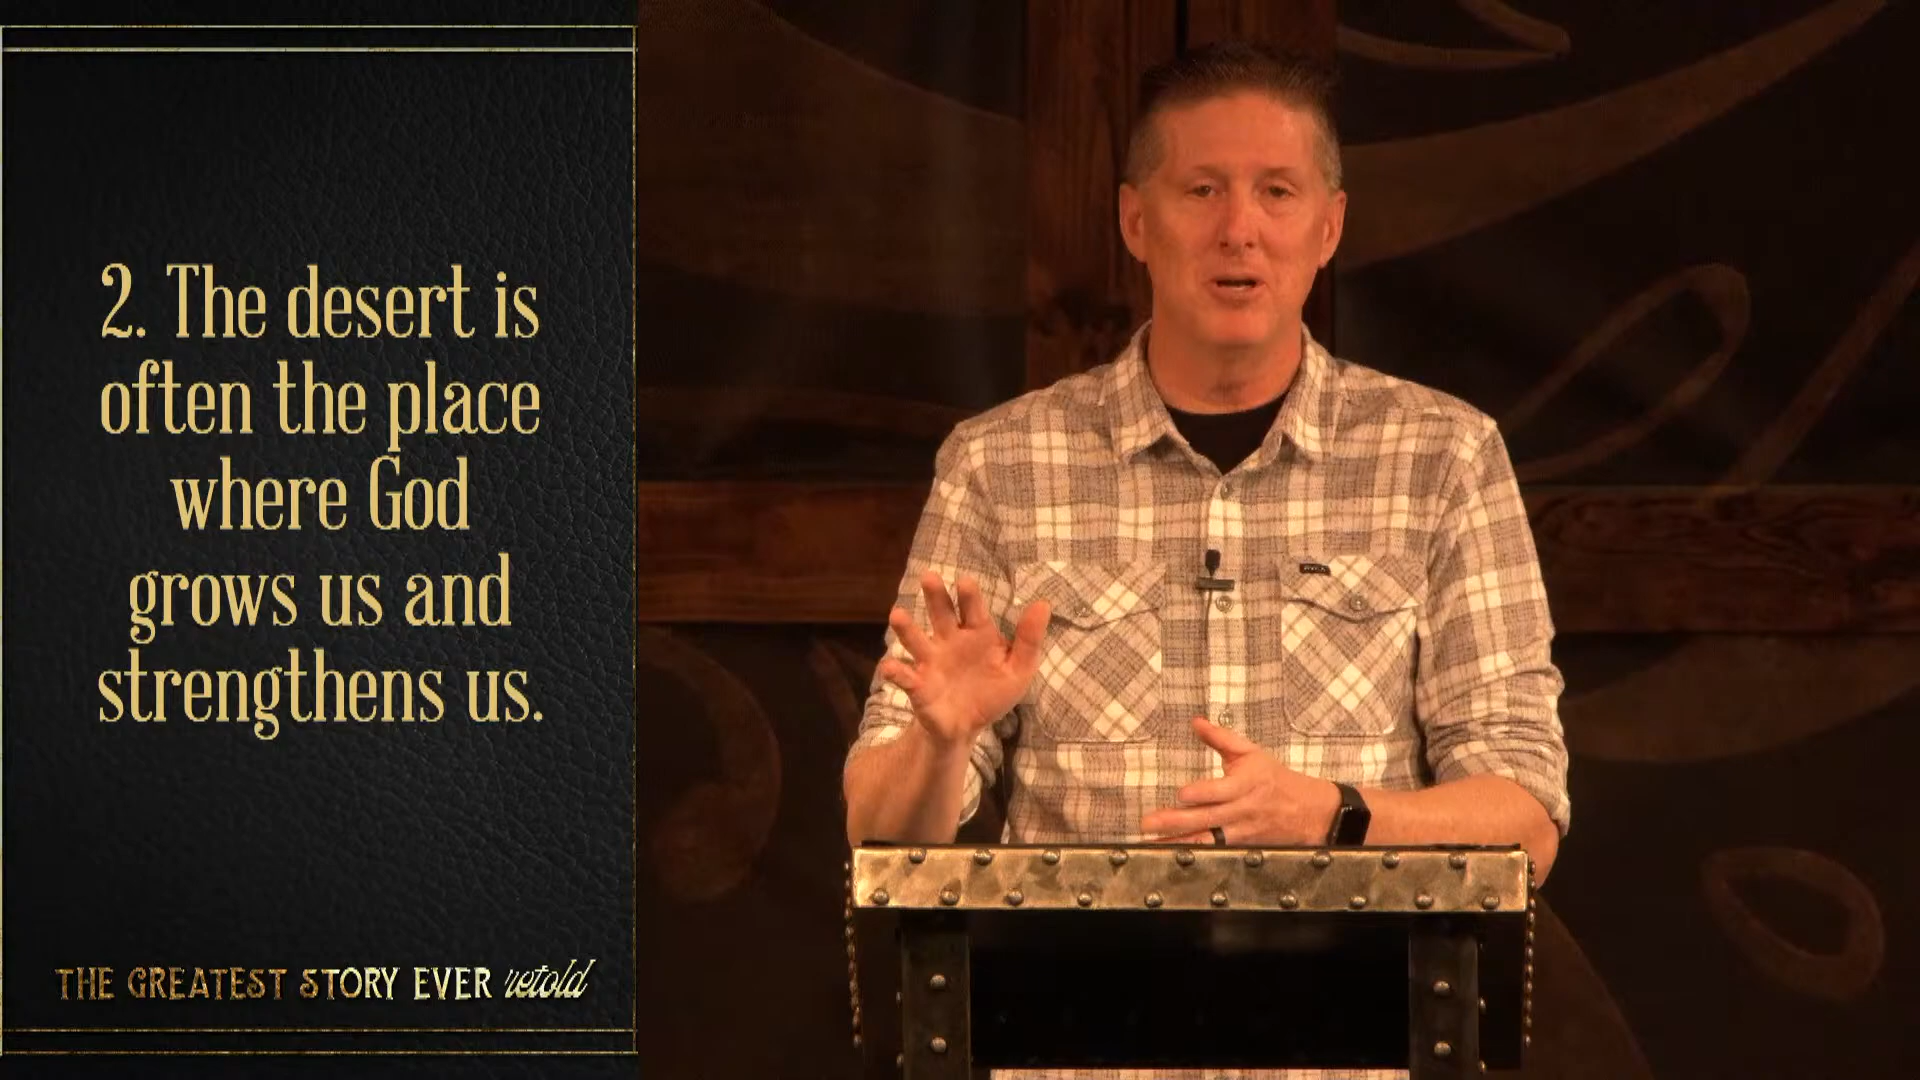 2. The desert is
often the place
where God
grows us and
strengthens us.
THE GREATEST STORY EVER retold